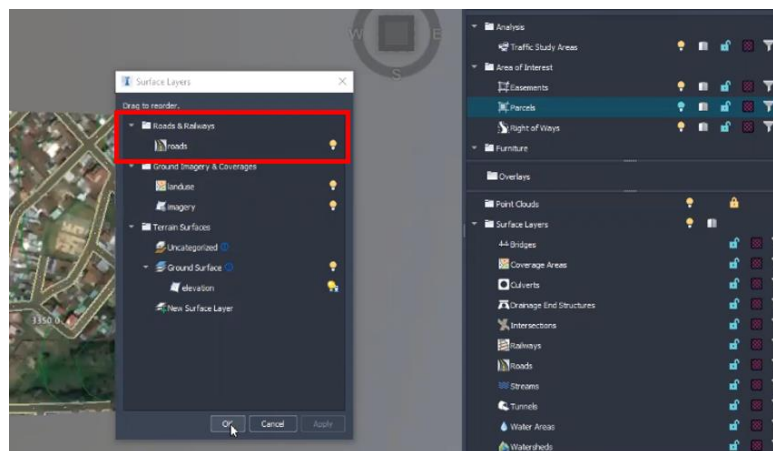 W
E
S
Surface Layers
Drag to reorder.
Roads & Railways
roads
Ground Imagery & Coverages
landuse
imagery
Terrain Surfaces
Uncategorized
Ground Surface
elevation
New Surface Layer
OK
Cancel
Apply
3350.0
Analysis
Traffic Study Areas
Area of Interest
Easements
Parcels
Right of Ways
Furniture
Overlays
Point Clouds
Surface Layers
Bridges
Coverage Areas
Culverts
Drainage End Structures
Intersections
Railways
Roads
Streams
Tunnels
Water Areas
Watersheds